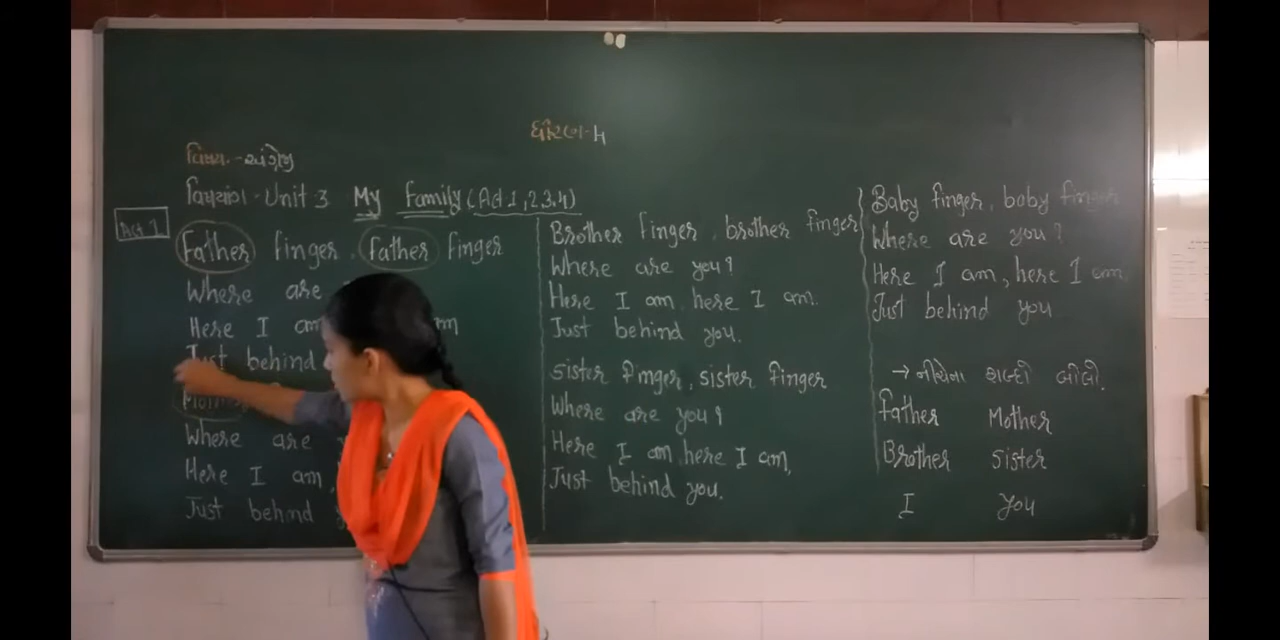 ધોરણ-૫
વિષય.-અંગ્રેજી
વિષયાંગ-Unit 3 My Family (Act 1,2,3,4)
Act 1
Father finger, father finger
Where are
Here I am
Just behind
Where are
Here I am,
Just behind
Brother finger, brother finger
Where are you?
Here I am, here I am.
Just behind you.
Sister finger, sister finger
Where are you?
Here I am, here I am,
Just behind you.
Baby finger, baby finger
Where are you?
Here I am, here I am
Just behind you
→ નીચેના શબ્દો બોલો.
Father Mother
Brother Sister
I you